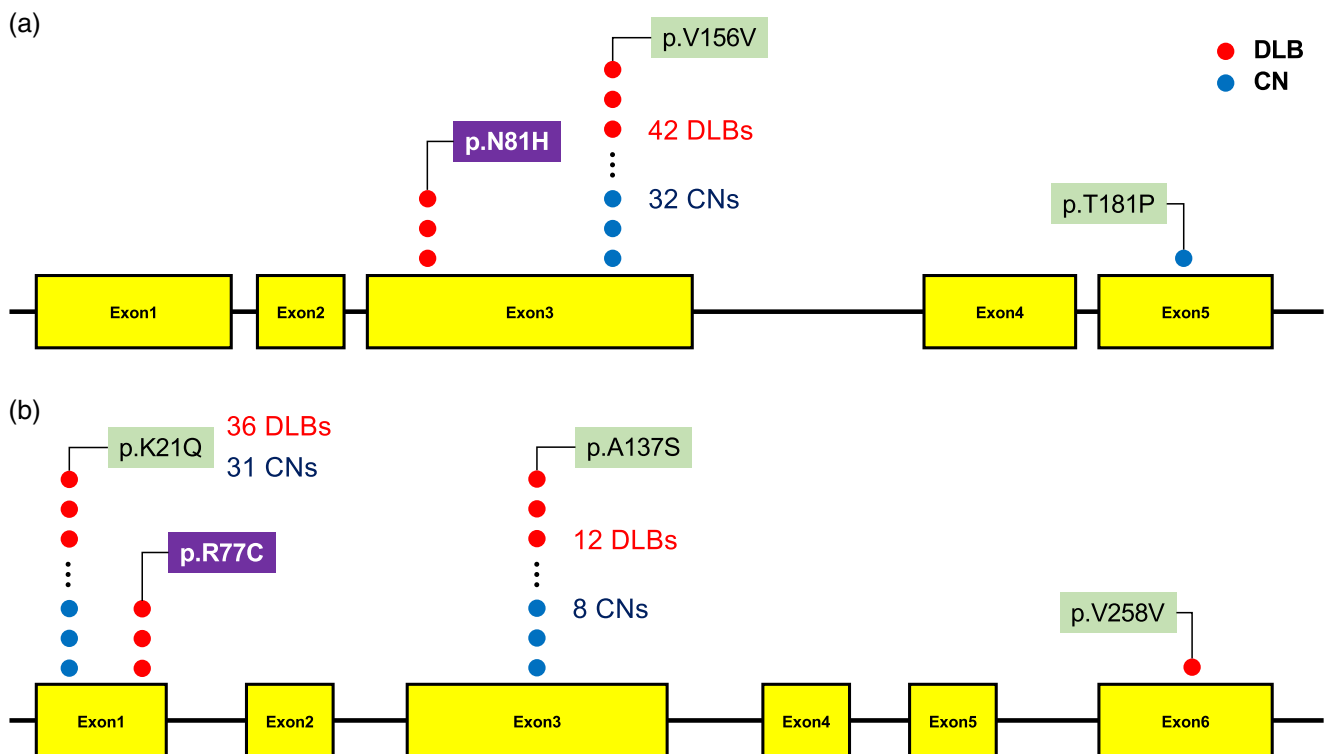 (a)
p.V156V
DLB
CN
p.N81H
42 DLBs
32 CNs
p.T181P
Exon1
Exon2
Exon3
Exon4
Exon5
(b)
p.K21Q
36 DLBs
31 CNs
p.A137S
p.R77C
12 DLBs
8 CNs
p.V258V
Exon1
Exon2
Exon3
Exon4
Exon5
Exon6